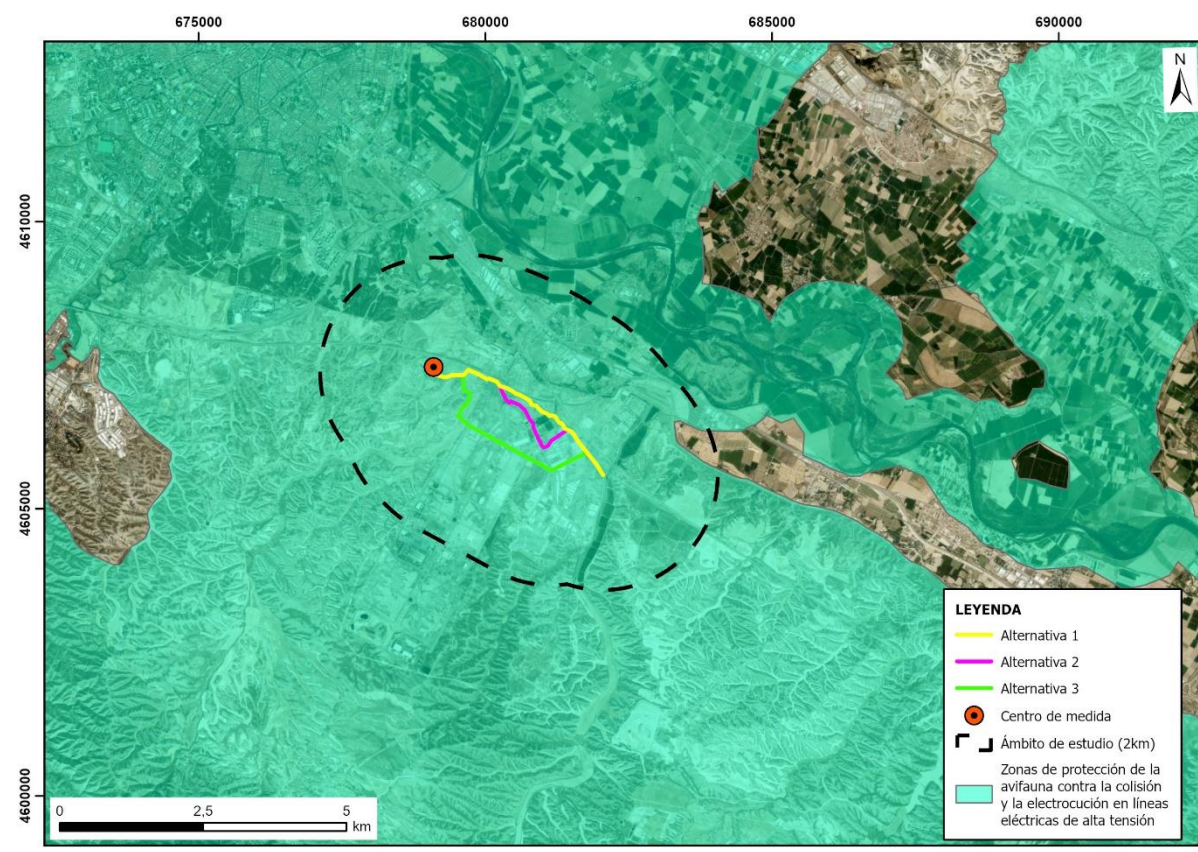 675000
680000
685000
690000
N
4610000
4605000
4600000
LEYENDA
Alternativa 1
Alternativa 2
Alternativa 3
Centro de medida
Ámbito de estudio (2km)
Zonas de protección de la
avifauna contra la colisión
y la electrocución en líneas
eléctricas de alta tensión
0
2,5
5
km